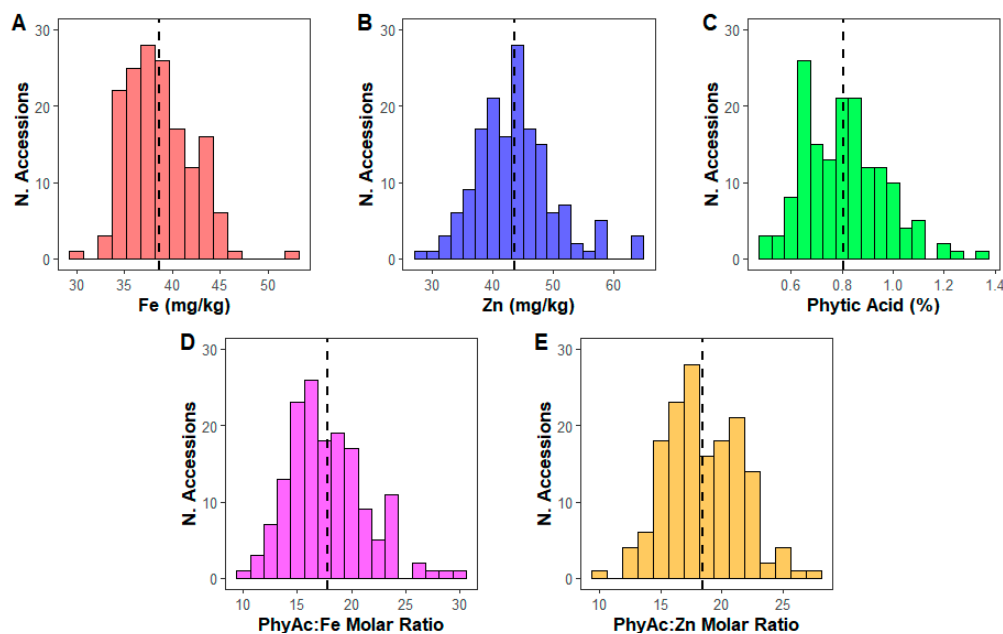 A
B
C
30
20
10
0
N. Accessions
30
40
50
Fe (mg/kg)
30
20
10
0
N. Accessions
30
40
50
60
Zn (mg/kg)
30
20
10
0
N. Accessions
0.6
0.8
1.0
1.2
1.4
Phytic Acid (%)
D
E
30
20
10
0
N. Accessions
10
15
20
25
30
PhyAc:Fe Molar Ratio
30
20
10
0
N. Accessions
10
15
20
25
PhyAc:Zn Molar Ratio